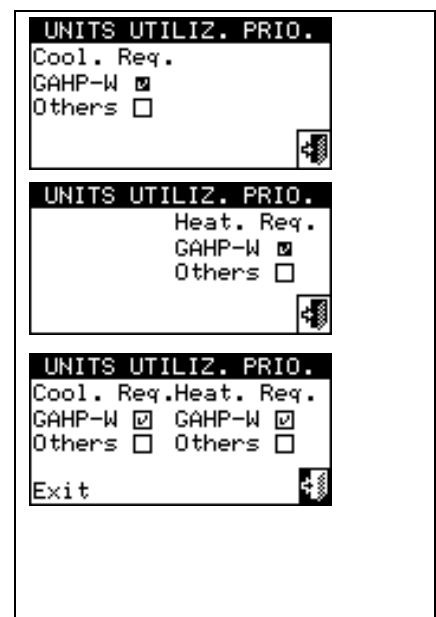 UNITS UTILIZ. PRIO.
Cool. Req.
GAHP-W
Others
UNITS UTILIZ. PRIO.
Heat. Req.
GAHP-W
Others
UNITS UTILIZ. PRIO.
Cool. Req.Heat. Req.
GAHP-W GAHP-W
Others Others
Exit